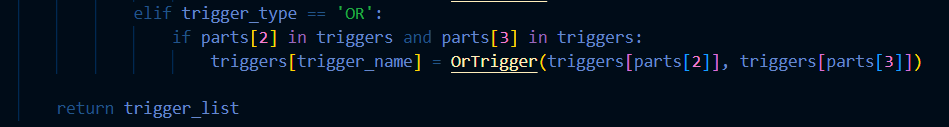 elif trigger_type == 'OR':
if parts[2] in triggers and parts[3] in triggers:
triggers[trigger_name] = OrTrigger(triggers[parts[2]], triggers[parts[3]])
return trigger_list